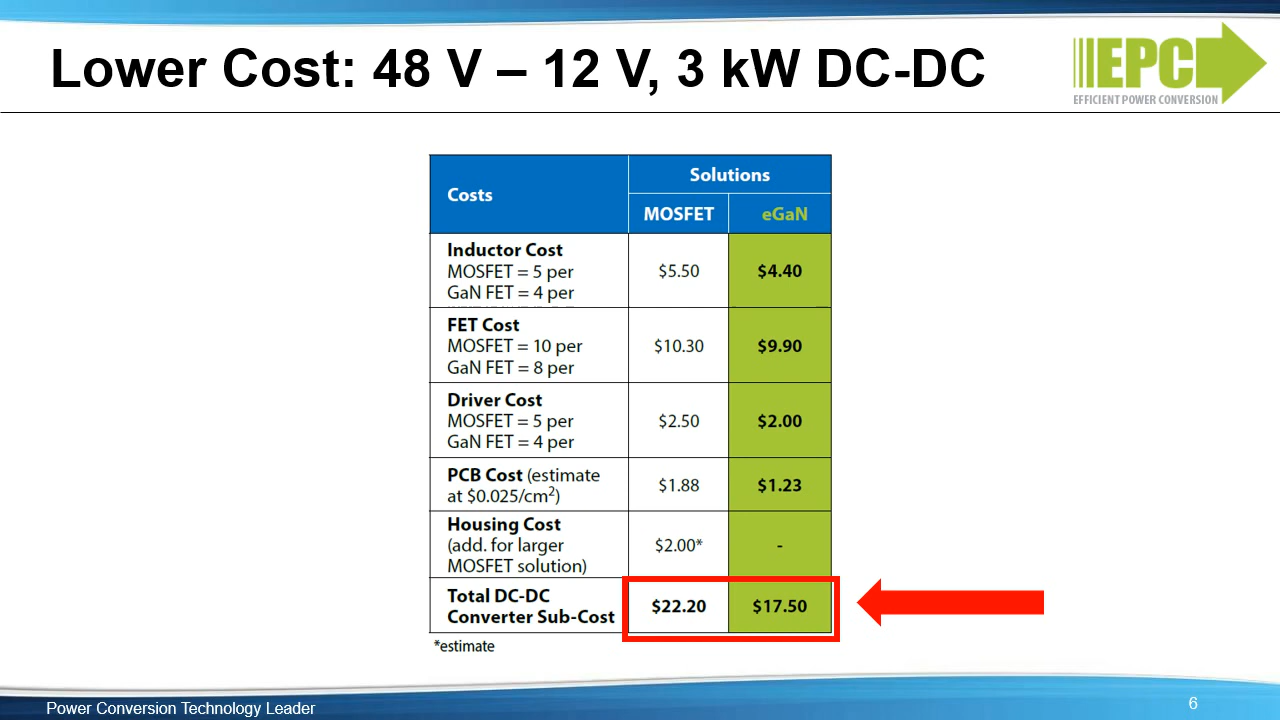 Lower Cost: 48 V – 12 V, 3 kW DC-DC
EPC
EFFICIENT POWER CONVERSION
Costs
Solutions
MOSFET
eGaN
Inductor Cost
MOSFET = 5 per
GaN FET = 4 per
$5.50
$4.40
FET Cost
MOSFET = 10 per
GaN FET = 8 per
$10.30
$9.90
Driver Cost
MOSFET = 5 per
GaN FET = 4 per
$2.50
$2.00
PCB Cost (estimate
at $0.025/cm²)
$1.88
$1.23
Housing Cost
(add. for larger
MOSFET solution)
$2.00*
-
Total DC-DC
Converter Sub-Cost
$22.20
$17.50
*estimate
Power Conversion Technology Leader
6